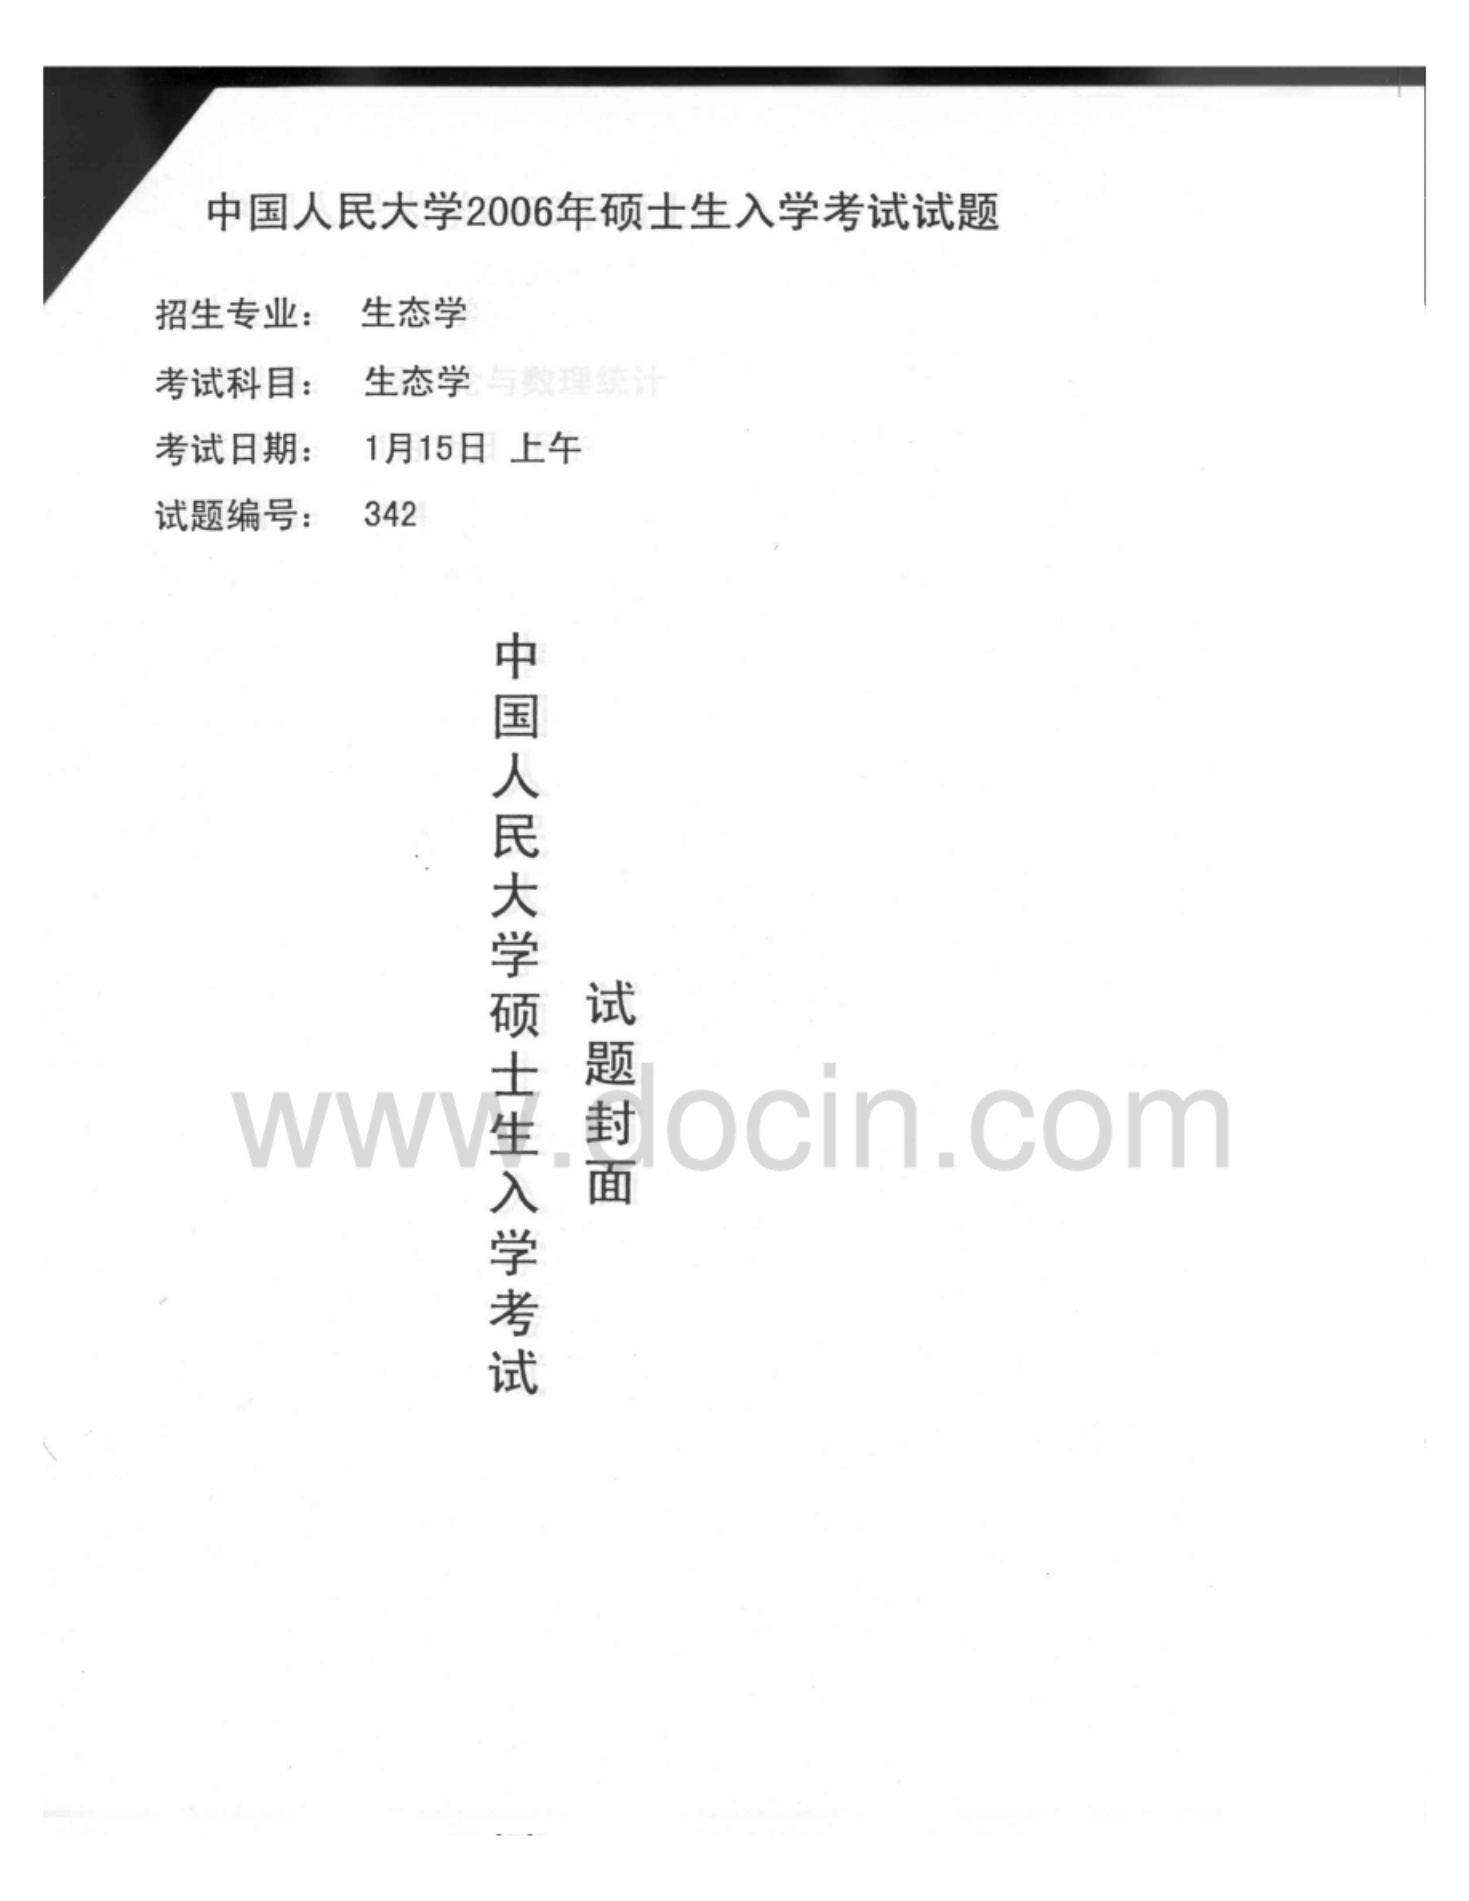 中国人民大学2006年硕士生入学考试试题
招生专业： 生态学
考试科目： 生态学
考试日期： 1月15日 上午
试题编号： 342
中国人民大学硕士生入学考试
试题封面
www.docin.com